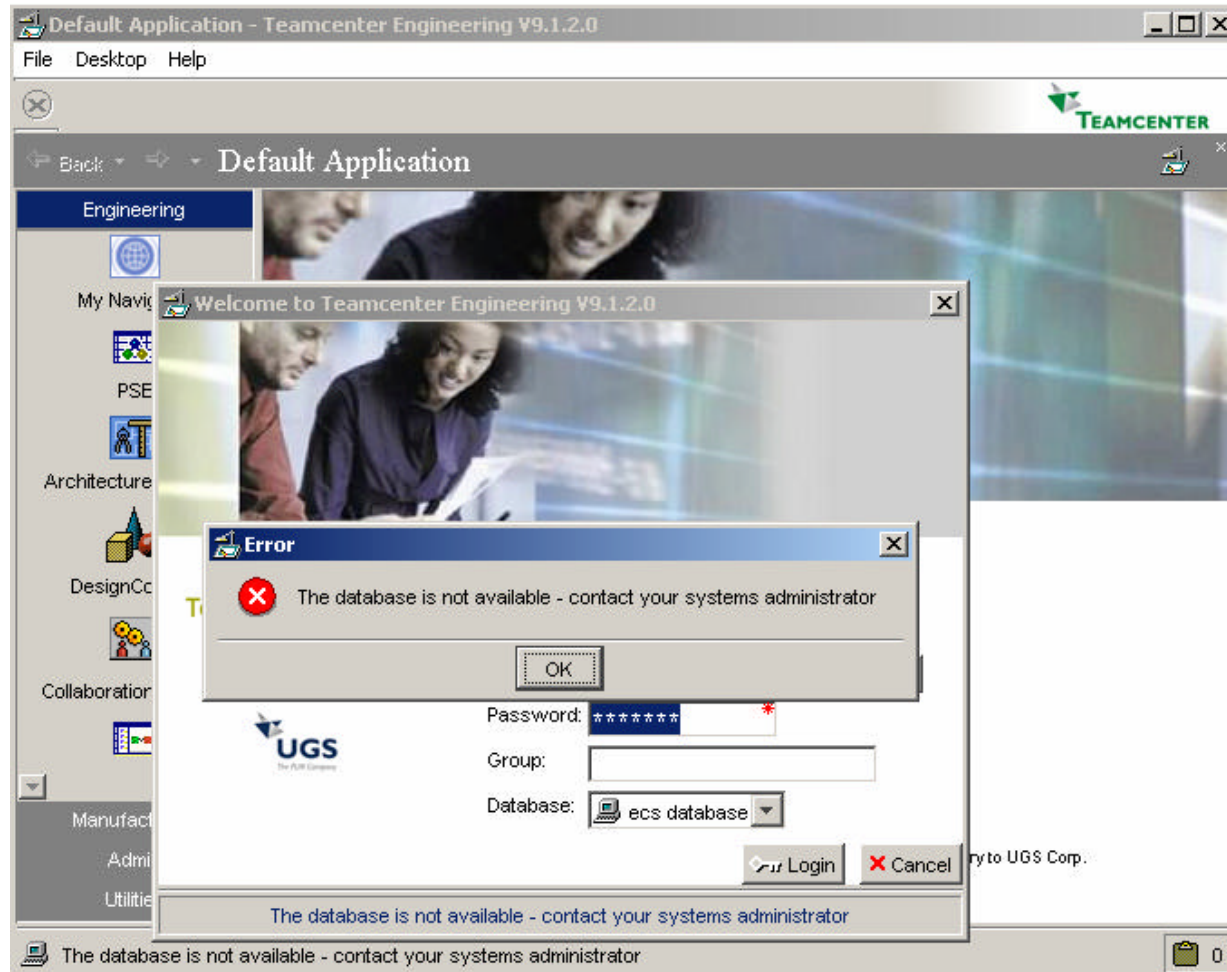 Default Application - Teamcenter Engineering V9.1.2.0
File Desktop Help
TEAMCENTER
Back Default Application
Engineering
My Navig
PSE
Architecture
DesignCo
Collaboration
Manufact
Admi
Utilitie
Welcome to Teamcenter Engineering V9.1.2.0
Error
The database is not available - contact your systems administrator
OK
Password: ******* *
UGS
The PLM Company
Group:
Database: ecs database
Login Cancel
ry to UGS Corp.
The database is not available - contact your systems administrator
The database is not available - contact your systems administrator
0